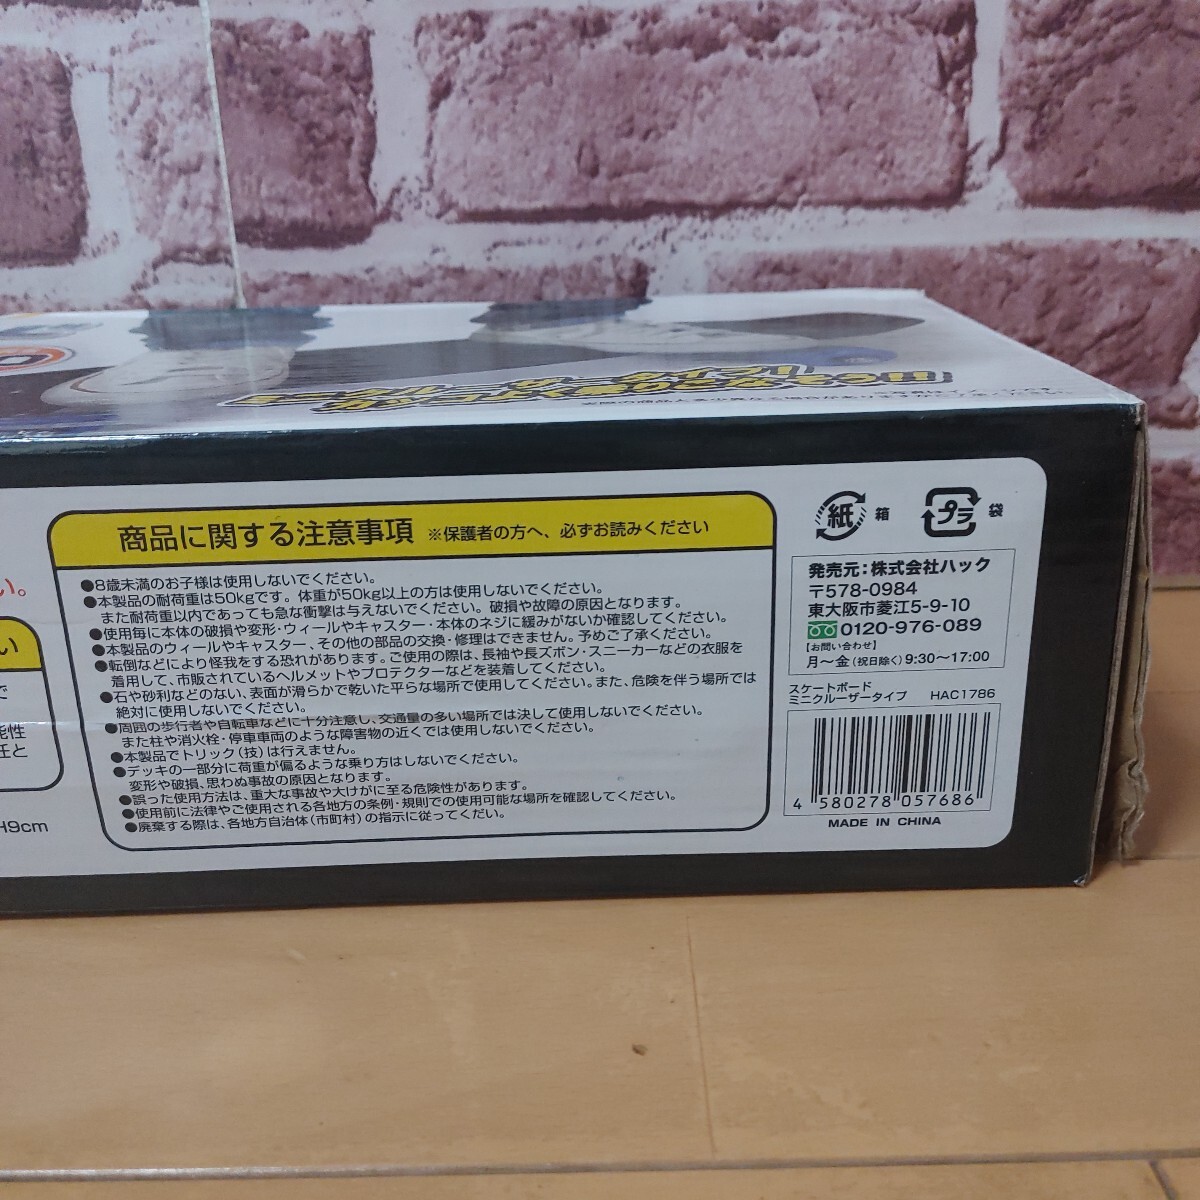 ミニクルーザータイプ!
カッコよく乗りこなそう!!
い。
い
で
能性
任と
H9cm
商品に関する注意事項 ※保護者の方へ、必ずお読みください
●8歳未満のお子様は使用しないでください。
●本製品の耐荷重は50kgです。体重が50kg以上の方は使用しないでください。
また耐荷重以内であっても急な衝撃は与えないでください。破損や故障の原因となります。
●使用毎に本体の破損や変形・ウィールやキャスター・本体のネジに緩みがないか確認してください。
●本製品のウィールやキャスター、その他の部品の交換・修理はできません。予めご了承ください。
●転倒などにより怪我をする恐れがあります。ご使用の際は、長袖や長ズボン・スニーカーなどの衣服を
着用して、市販されているヘルメットやプロテクターなどを装着してください。
●石や砂利などのない、表面が滑らかで乾いた平らな場所で使用してください。また、危険を伴う場所では
絶対に使用しないでください。
●周囲の歩行者や自転車などに十分注意し、交通量の多い場所では決して使用しないでください。
また柱や消火栓・停車車両のような障害物の近くでは使用しないでください。
●本製品でトリック(技)は行えません。
●デッキの一部分に荷重が偏るような乗り方はしないでください。
変形や破損、思わぬ事故の原因となります。
●誤った使用方法は、重大な事故や大けがに至る危険性があります。
●使用前に法律やご使用される各地方の条例・規則での使用可能な場所を確認してください。
●廃棄する際は、各地方自治体(市町村)の指示に従ってください。
紙 箱 プラ 袋
発売元:株式会社ハック
〒578-0984
東大阪市菱江5-9-10
0120-976-089
【お問い合わせ】
月～金(祝日除く)9:30～17:00
スケートボード
ミニクルーザータイプ HAC1786
4 580278 057686
MADE IN CHINA